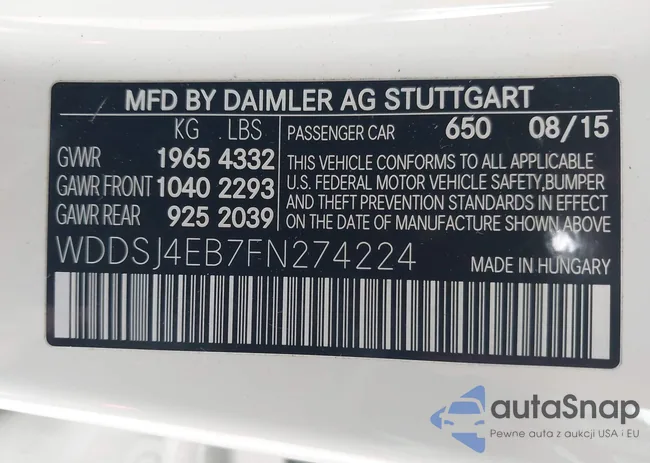 MFD BY DAIMLER AG STUTTGART
KG LBS
GVWR 1965 4332
GAWR FRONT 1040 2293
GAWR REAR 925 2039
PASSENGER CAR 650 08/15
THIS VEHICLE CONFORMS TO ALL APPLICABLE
U.S. FEDERAL MOTOR VEHICLE SAFETY,BUMPER
AND THEFT PREVENTION STANDARDS IN EFFECT
ON THE DATE OF MANUFACTURE SHOWN ABOVE
WDDSJ4EB7FN274224
MADE IN HUNGARY
autaSnap
Pewne auta z aukcji USA i EU